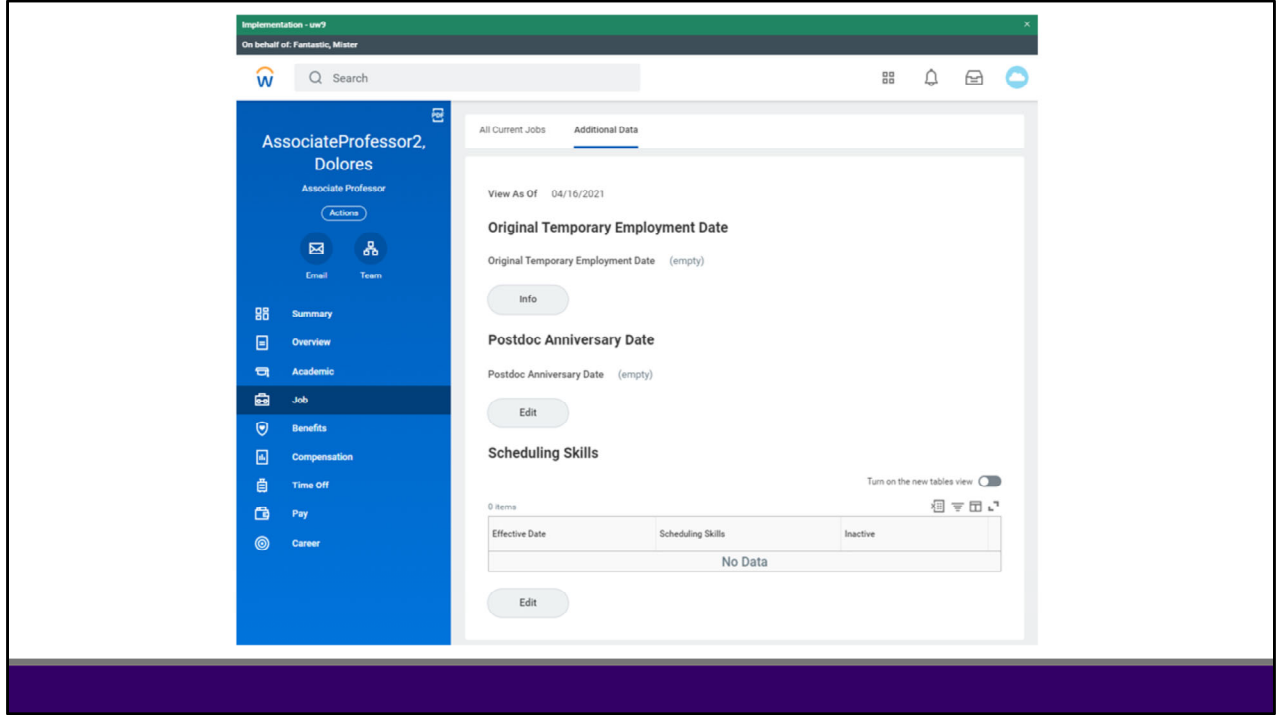 Implementation - uw9
On behalf of: Fantastic, Mister
Search
AssociateProfessor2,
Dolores
Associate Professor
Actions
Email Team
Summary
Overview
Academic
Job
Benefits
Compensation
Time Off
Pay
Career
All Current Jobs Additional Data
View As Of 04/16/2021
Original Temporary Employment Date
Original Temporary Employment Date (empty)
Info
Postdoc Anniversary Date
Postdoc Anniversary Date (empty)
Edit
Scheduling Skills
Turn on the new tables view
0 items
Effective Date Scheduling Skills Inactive
No Data
Edit